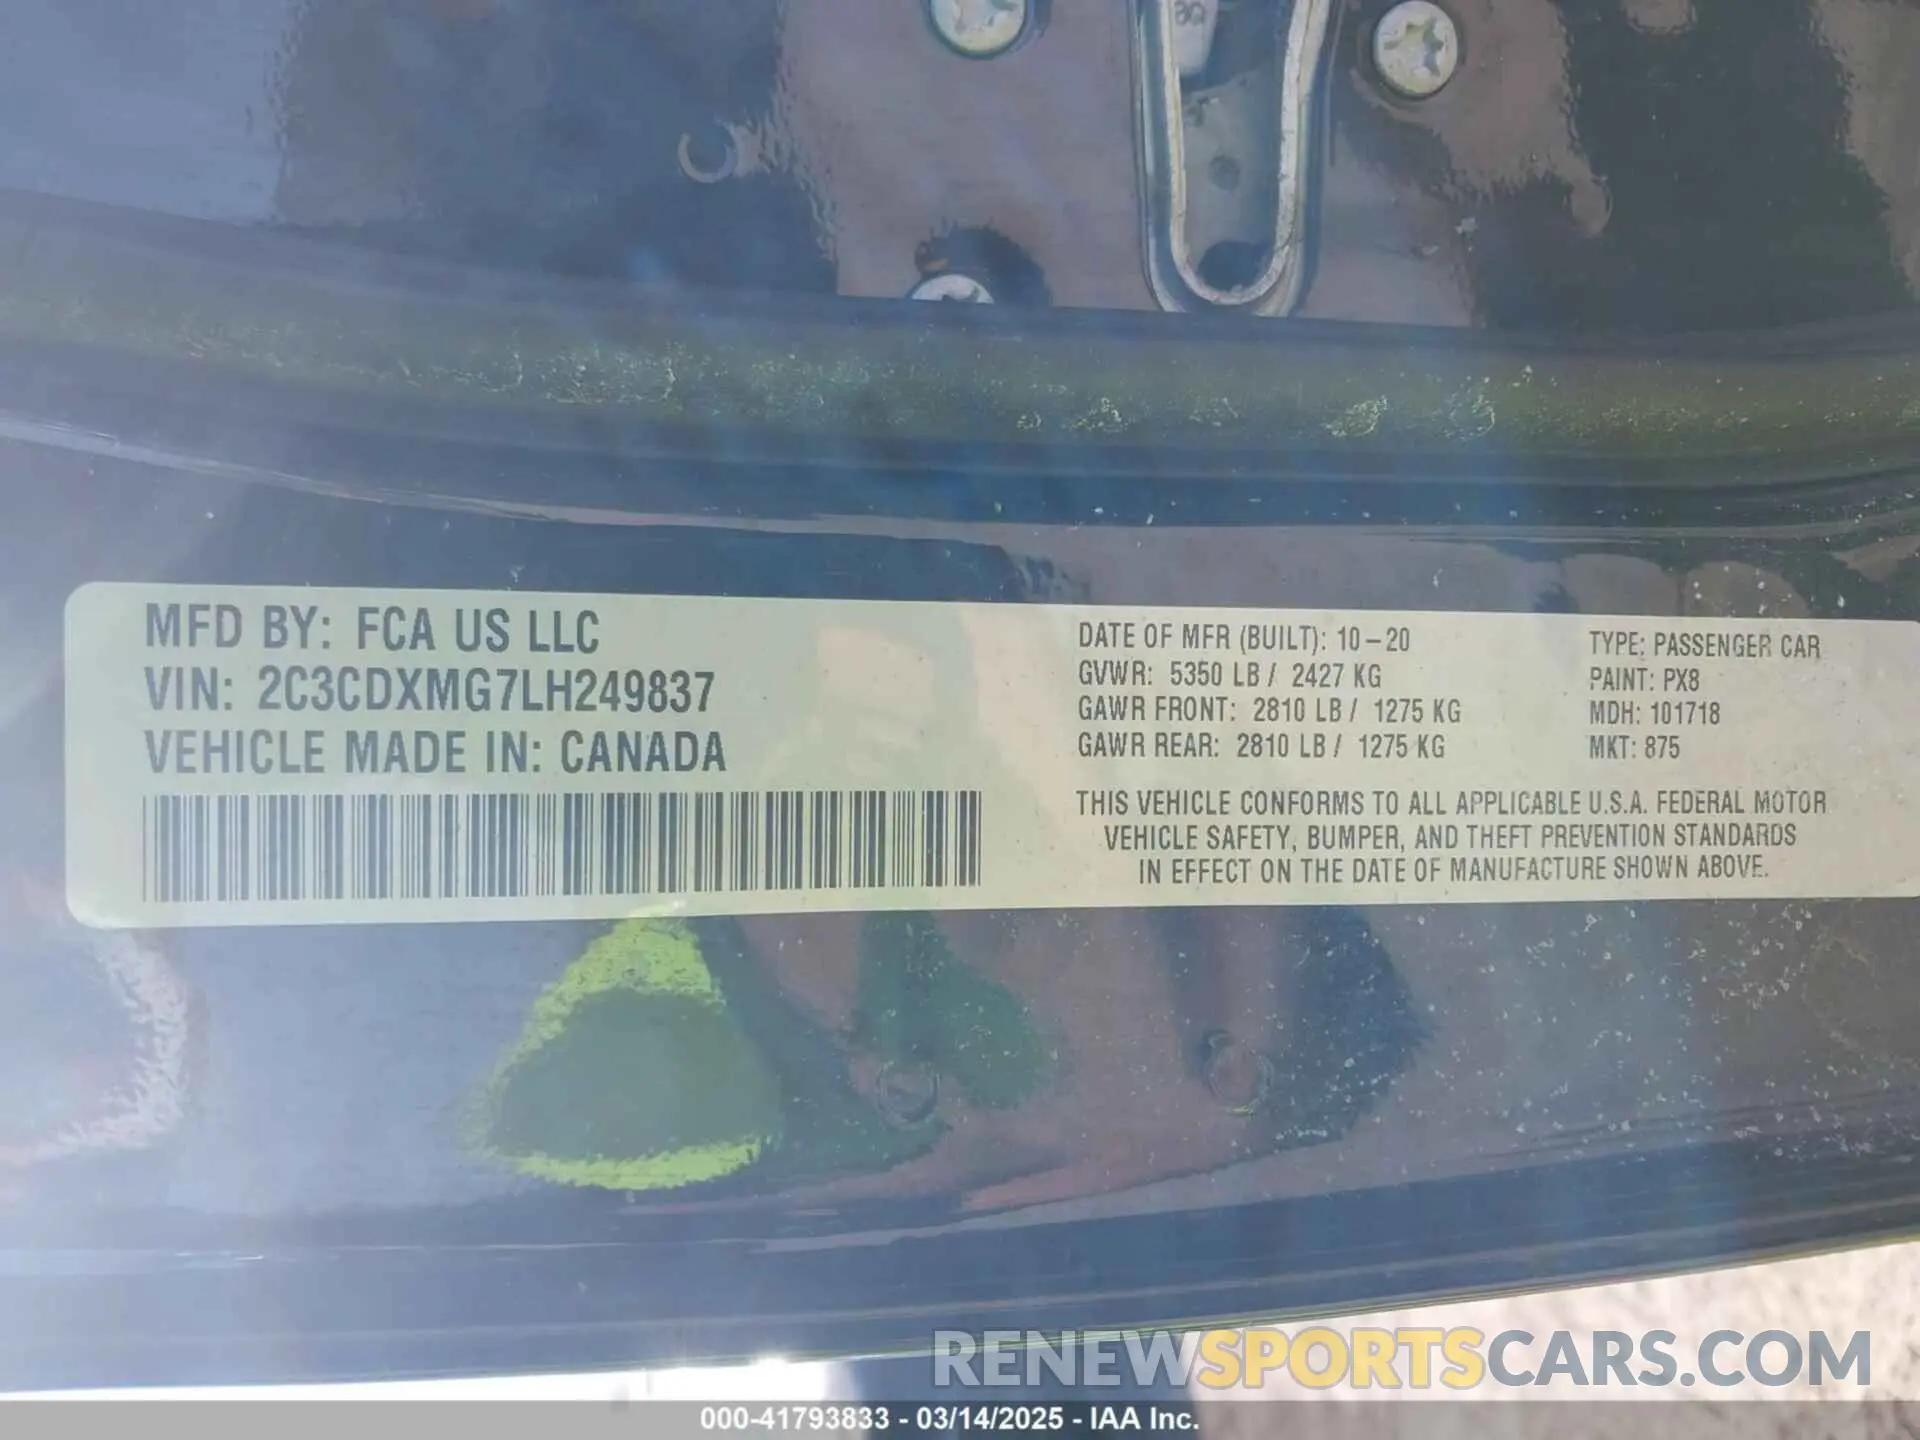 8Q
MFD BY: FCA US LLC
VIN: 2C3CDXMG7LH249837
VEHICLE MADE IN: CANADA
DATE OF MFR (BUILT): 10-20
GVWR: 5350 LB / 2427 KG
GAWR FRONT: 2810 LB / 1275 KG
GAWR REAR: 2810 LB / 1275 KG
TYPE: PASSENGER CAR
PAINT: PX8
MDH: 101718
MKT: 875
THIS VEHICLE CONFORMS TO ALL APPLICABLE U.S.A. FEDERAL MOTOR
VEHICLE SAFETY, BUMPER, AND THEFT PREVENTION STANDARDS
IN EFFECT ON THE DATE OF MANUFACTURE SHOWN ABOVE.
RENEWSPORTSCARS.COM
000-41793833 - 03/14/2025 - IAA Inc.